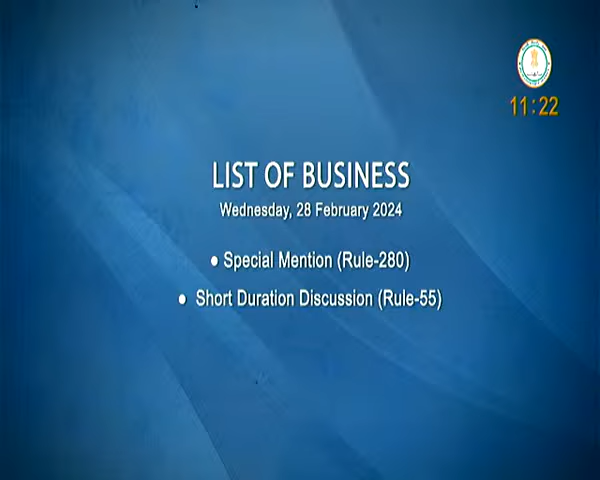 11:22
LIST OF BUSINESS
Wednesday, 28 February 2024
● Special Mention (Rule-280)
● Short Duration Discussion (Rule-55)